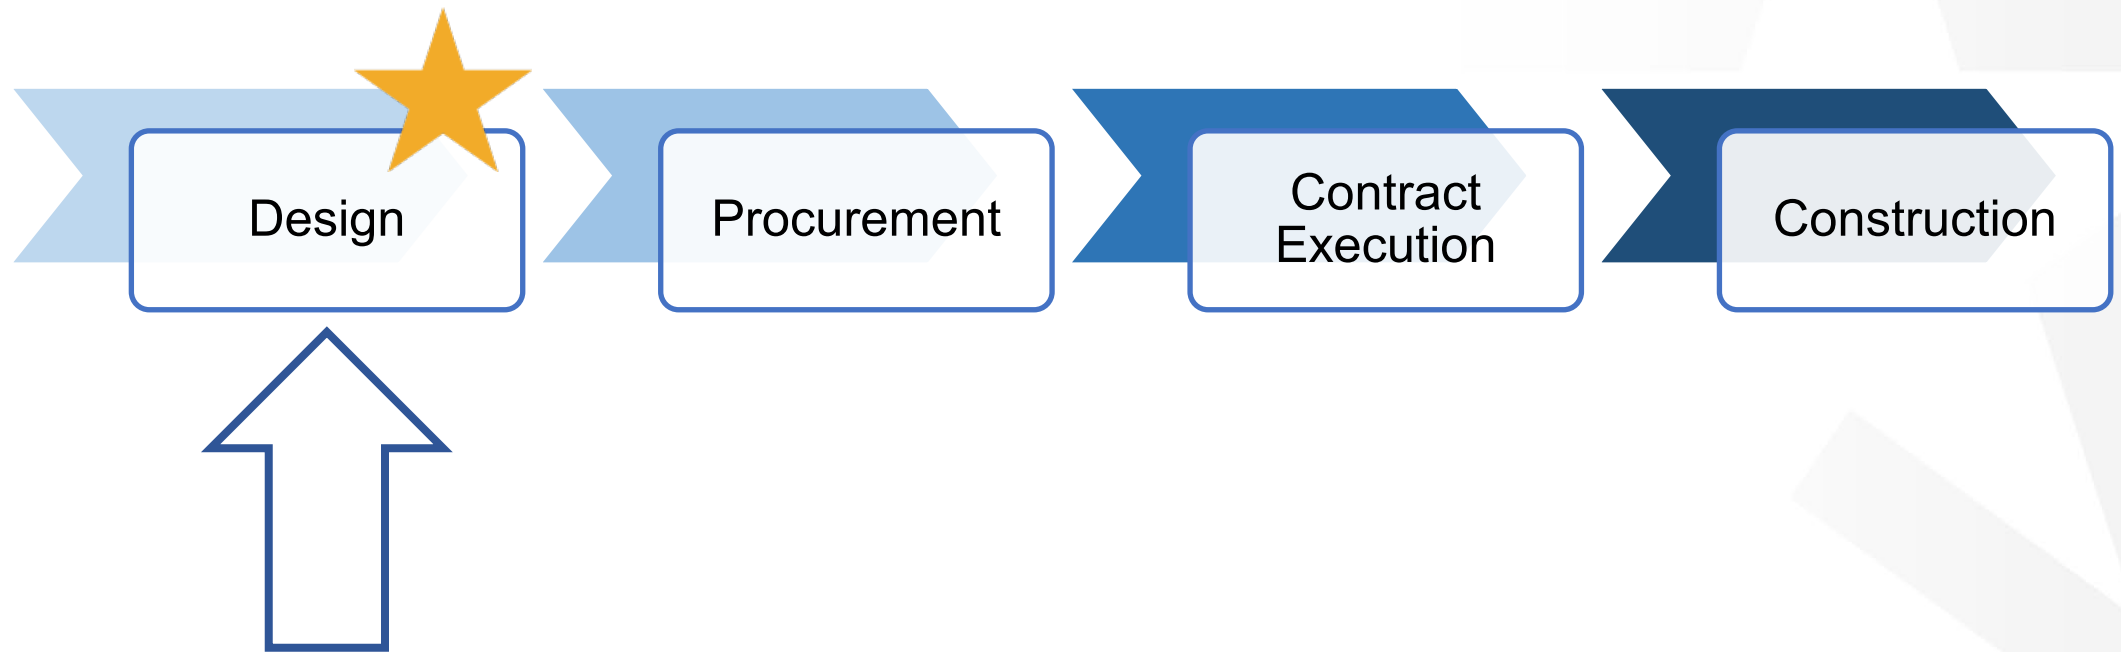 Design
Procurement
Contract
Execution
Construction